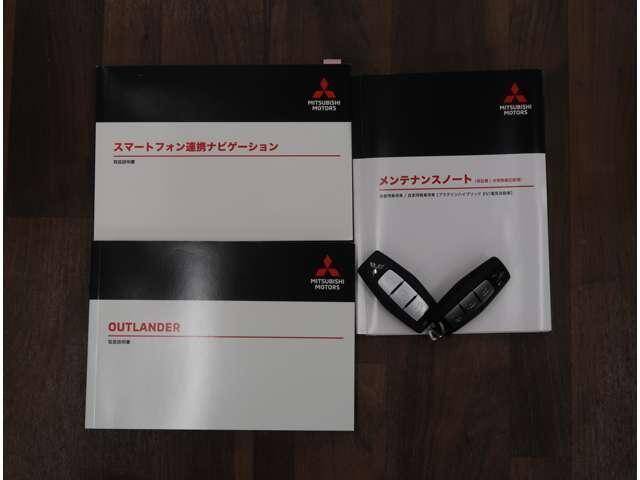 MITSUBISHI
MOTORS
スマートフォン連携ナビゲーション
取扱説明書
MITSUBISHI
MOTORS
OUTLANDER
取扱説明書
MITSUBISHI
MOTORS
メンテナンスノート